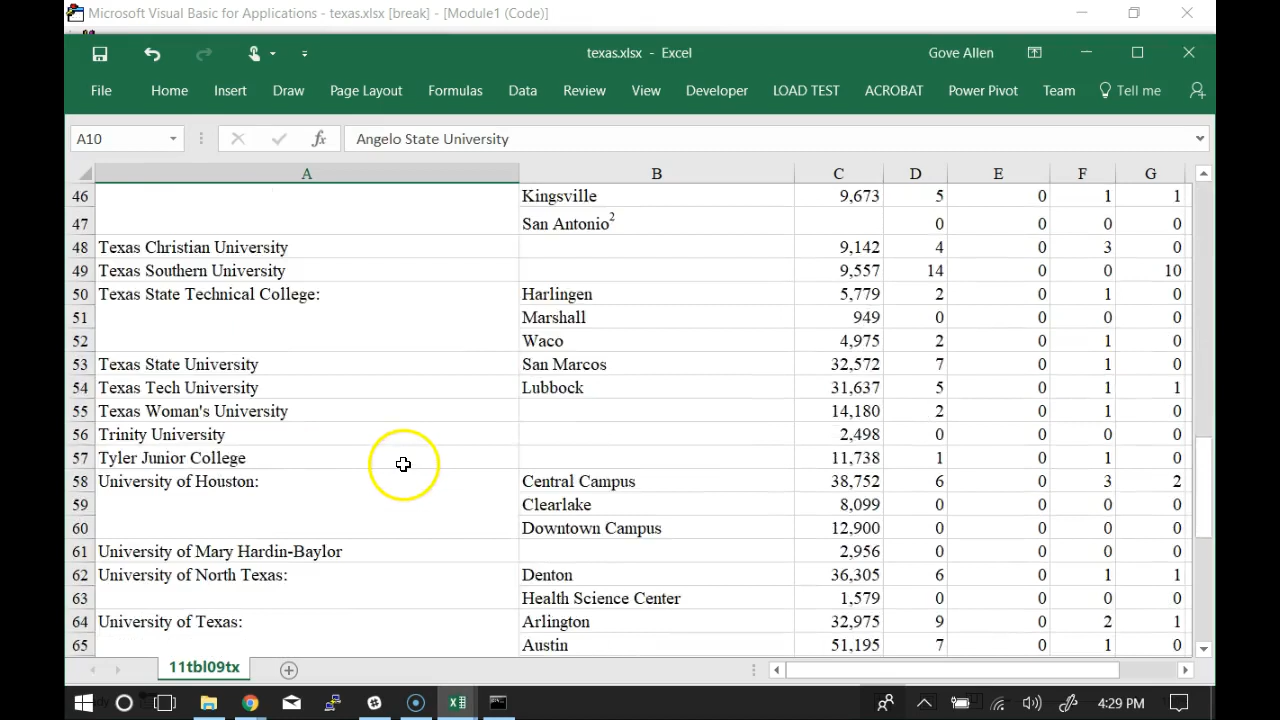 Microsoft Visual Basic for Applications - texas.xlsx [break] - [Module1 (Code)]
texas.xlsx - Excel
Gove Allen
File Home Insert Draw Page Layout Formulas Data Review View Developer LOAD TEST ACROBAT Power Pivot Team Tell me
A10 fx Angelo State University
A B C D E F G
46 Kingsville 9,673 5 0 1 1
47 San Antonio2 0 0 0 0
48 Texas Christian University 9,142 4 0 3 0
49 Texas Southern University 9,557 14 0 0 10
50 Texas State Technical College: Harlingen 5,779 2 0 1 0
51 Marshall 949 0 0 0 0
52 Waco 4,975 2 0 1 0
53 Texas State University San Marcos 32,572 7 0 1 0
54 Texas Tech University Lubbock 31,637 5 0 1 1
55 Texas Woman's University 14,180 2 0 1 0
56 Trinity University 2,498 0 0 0 0
57 Tyler Junior College 11,738 1 0 1 0
58 University of Houston: Central Campus 38,752 6 0 3 2
59 Clearlake 8,099 0 0 0 0
60 Downtown Campus 12,900 0 0 0 0
61 University of Mary Hardin-Baylor 2,956 0 0 0 0
62 University of North Texas: Denton 36,305 6 0 1 1
63 Health Science Center 1,579 0 0 0 0
64 University of Texas: Arlington 32,975 9 0 2 1
65 Austin 51,195 7 0 1 0
11tbl09tx
4:29 PM